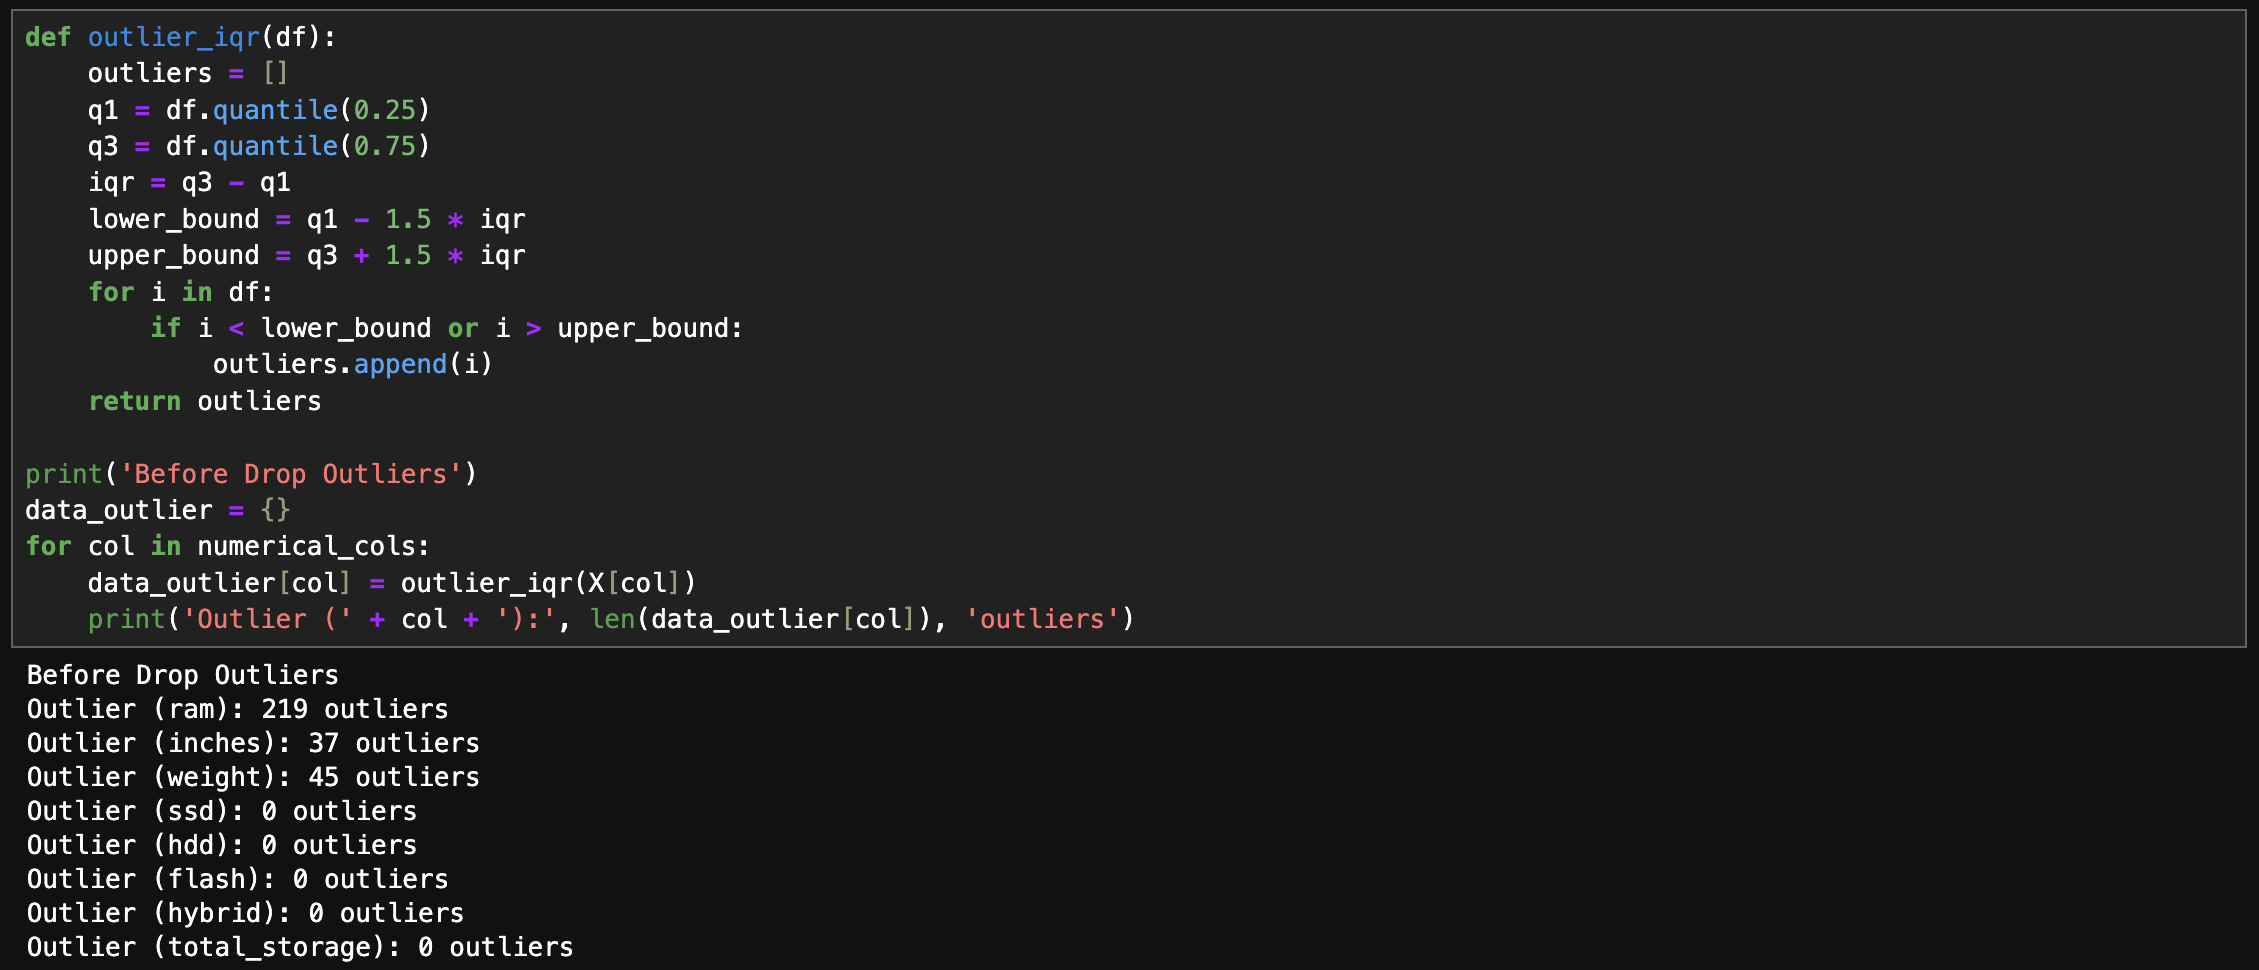 def outlier_iqr(df):
    outliers = []
    q1 = df.quantile(0.25)
    q3 = df.quantile(0.75)
    iqr = q3 - q1
    lower_bound = q1 - 1.5 * iqr
    upper_bound = q3 + 1.5 * iqr
    for i in df:
        if i < lower_bound or i > upper_bound:
            outliers.append(i)
    return outliers

print('Before Drop Outliers')
data_outlier = {}
for col in numerical_cols:
    data_outlier[col] = outlier_iqr(X[col])
    print('Outlier (' + col + '):', len(data_outlier[col]), 'outliers')
Before Drop Outliers
Outlier (ram): 219 outliers
Outlier (inches): 37 outliers
Outlier (weight): 45 outliers
Outlier (ssd): 0 outliers
Outlier (hdd): 0 outliers
Outlier (flash): 0 outliers
Outlier (hybrid): 0 outliers
Outlier (total_storage): 0 outliers